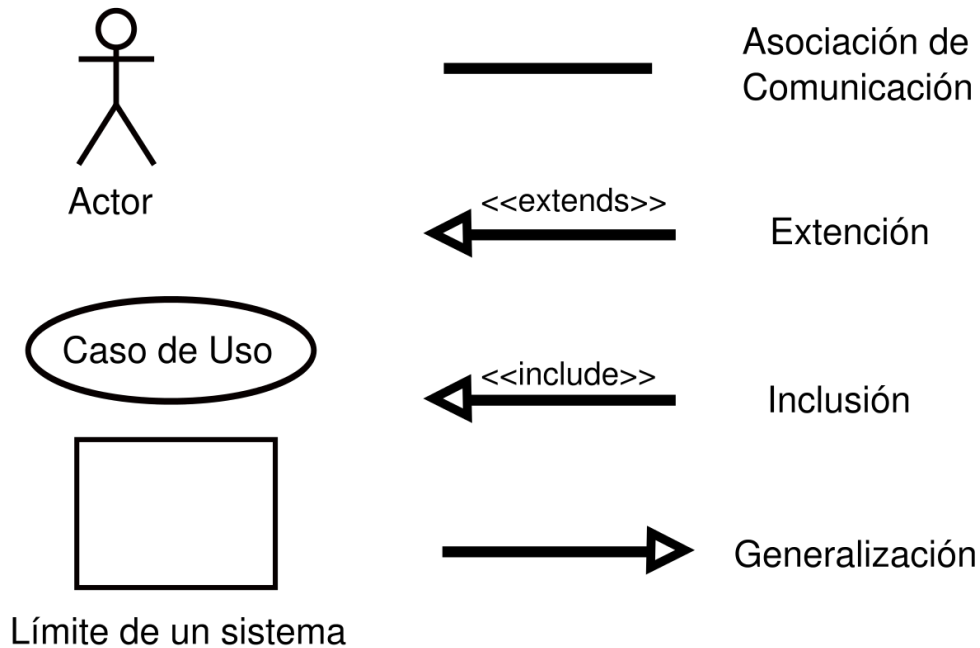 Actor
Caso de Uso
Límite de un sistema
Asociación de
Comunicación
<<extends>>
Extención
<<include>>
Inclusión
Generalización